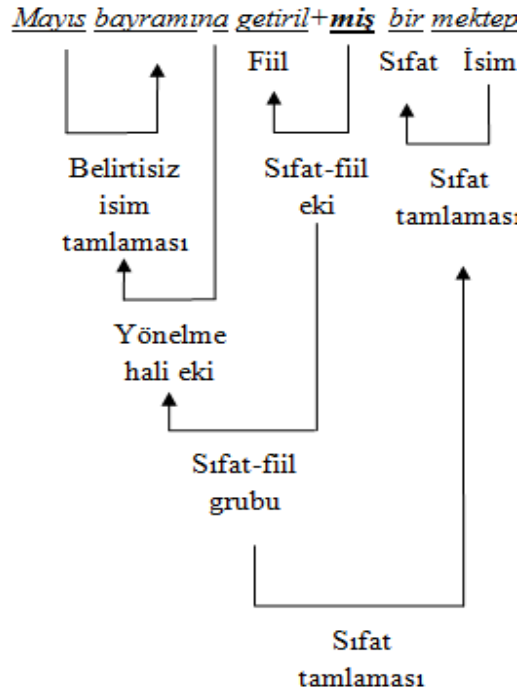 Mayıs bayramına getiril+miş bir mektep
Fiil Sıfat İsim
Belirtisiz
isim
tamlaması
Sıfat-fiil
eki
Sıfat
tamlaması
Yönelme
hali eki
Sıfat-fiil
grubu
Sıfat
tamlaması